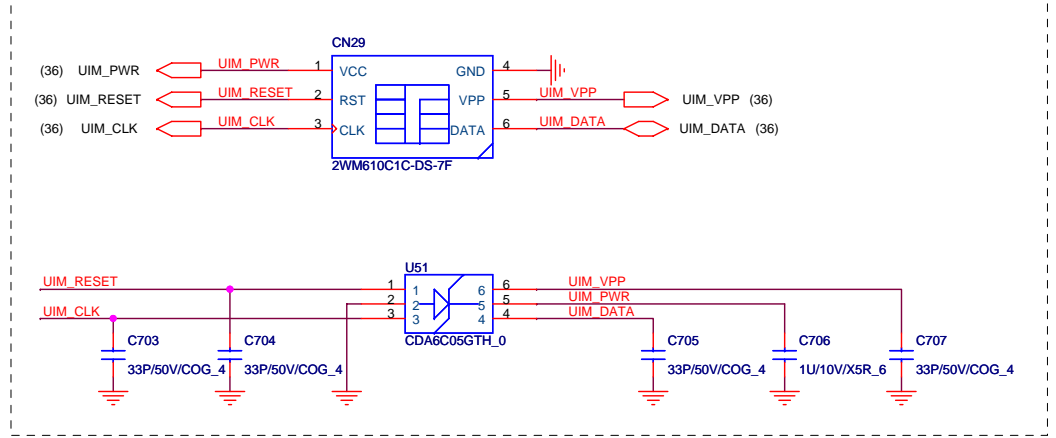 CN29
(36) UIM_PWR UIM_PWR 1 VCC GND 4
(36) UIM_RESET UIM_RESET 2 RST VPP 5 UIM_VPP UIM_VPP (36)
(36) UIM_CLK UIM_CLK 3 CLK DATA 6 UIM_DATA UIM_DATA (36)
2WM610C1C-DS-7F
U51
UIM_RESET 1 1 6 6 UIM_VPP
2 2 5 5 UIM_PWR
UIM_CLK 3 3 4 4 UIM_DATA
CDA6C05GTH_0
C703 C704 C705 C706 C707
33P/50V/COG_4 33P/50V/COG_4 33P/50V/COG_4 1U/10V/X5R_6 33P/50V/COG_4